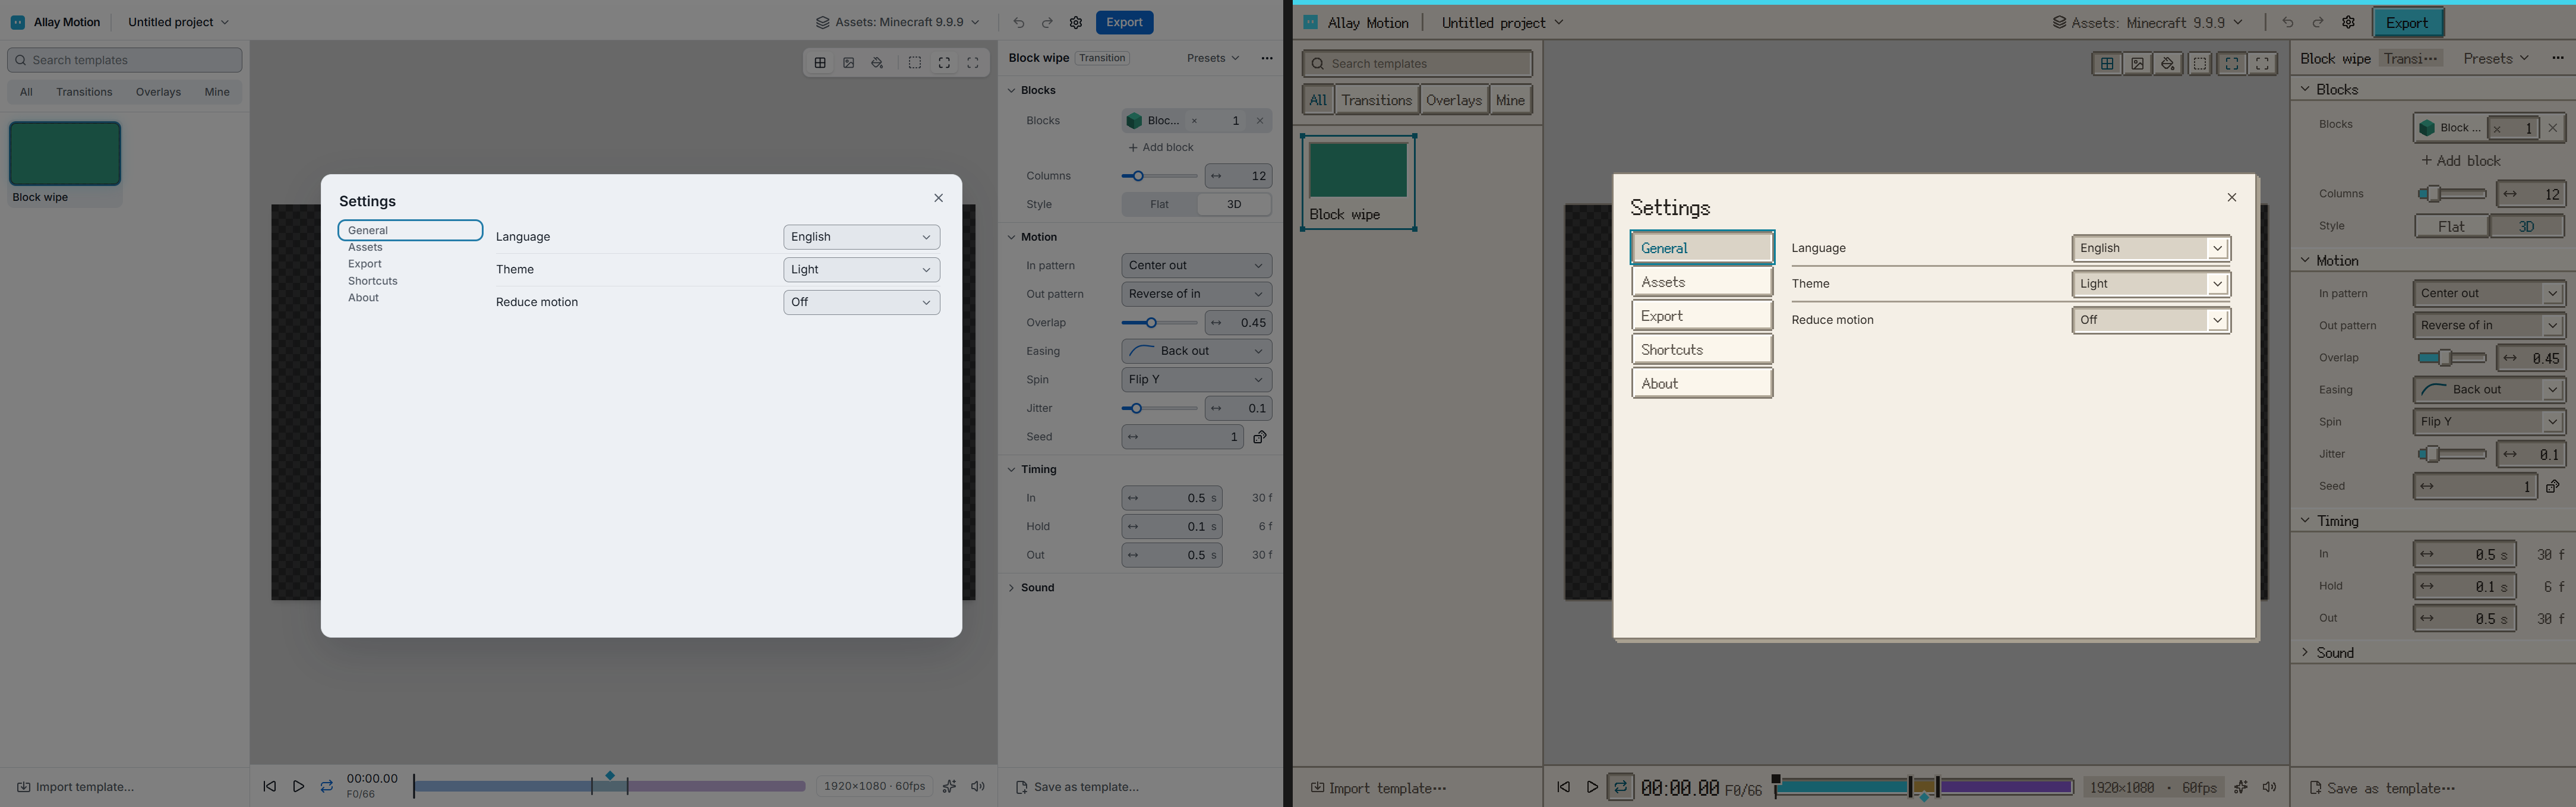 Allay Motion
Untitled project
Assets: Minecraft 9.9.9
Export
Search templates
All
Transitions
Overlays
Mine
Block wipe
Import template...
Settings
General
Assets
Export
Shortcuts
About
Language
English
Theme
Light
Reduce motion
Off
00:00.00
F0/66
1920×1080 · 60fps
Block wipe
Transition
Presets
Blocks
Blocks
Bloc...
×
1
Add block
Columns
12
Style
Flat
3D
Motion
In pattern
Center out
Out pattern
Reverse of in
Overlap
0.45
Easing
Back out
Spin
Flip Y
Jitter
0.1
Seed
1
Timing
In
0.5 s
30 f
Hold
0.1 s
6 f
Out
0.5 s
30 f
Sound
Save as template...
Allay Motion
Untitled project
Assets: Minecraft 9.9.9
Export
Search templates
All
Transitions
Overlays
Mine
Block wipe
Import template...
Settings
General
Assets
Export
Shortcuts
About
Language
English
Theme
Light
Reduce motion
Off
00:00.00 F0/66
1920×1080 · 60fps
Block wipe
Transi...
Presets
Blocks
Blocks
Block ...
×
1
Add block
Columns
12
Style
Flat
3D
Motion
In pattern
Center out
Out pattern
Reverse of in
Overlap
0.45
Easing
Back out
Spin
Flip Y
Jitter
0.1
Seed
1
Timing
In
0.5 s
30 f
Hold
0.1 s
6 f
Out
0.5 s
30 f
Sound
Save as template...